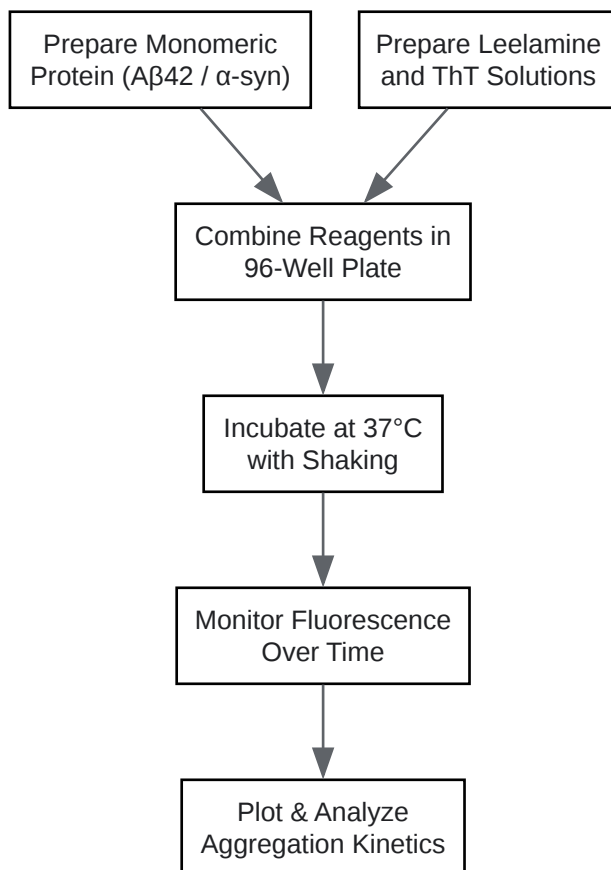 Prepare Monomeric
Protein (Aβ42 / α-syn)
Prepare Leelamine
and ThT Solutions
Combine Reagents in
96-Well Plate
Incubate at 37°C
with Shaking
Monitor Fluorescence
Over Time
Plot & Analyze
Aggregation Kinetics